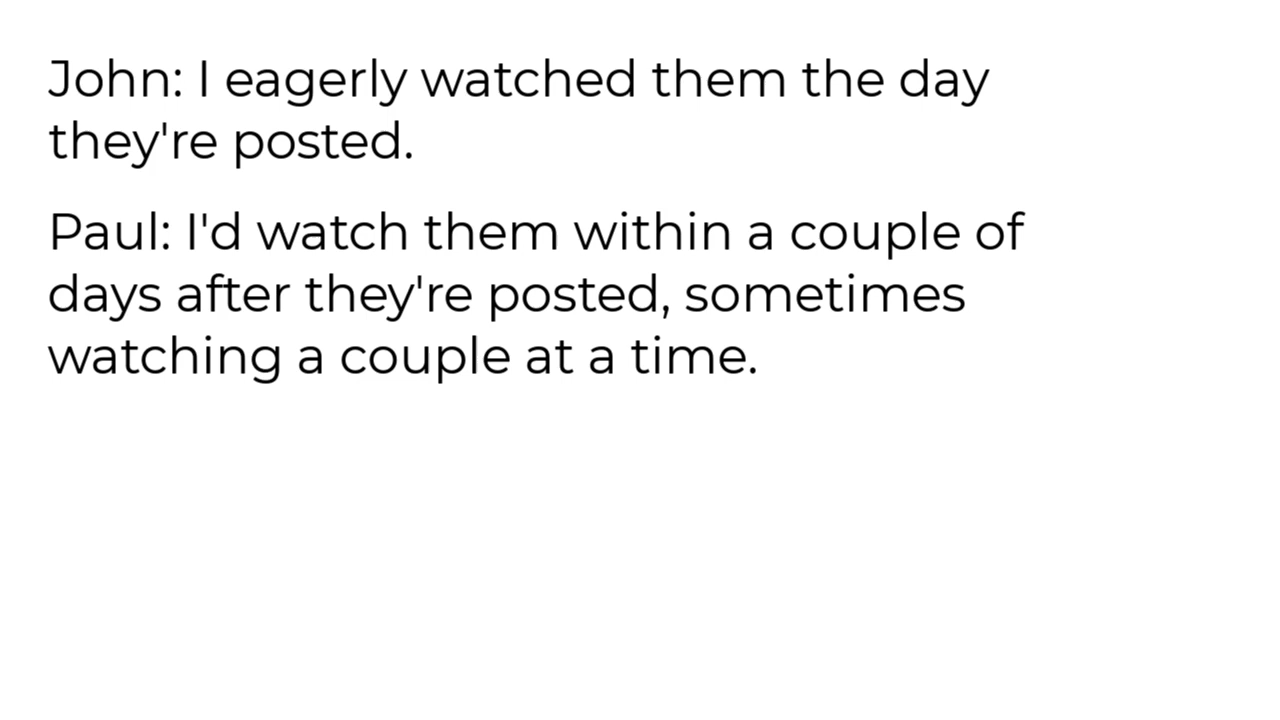 John: I eagerly watched them the day
they're posted.
Paul: I'd watch them within a couple of
days after they're posted, sometimes
watching a couple at a time.